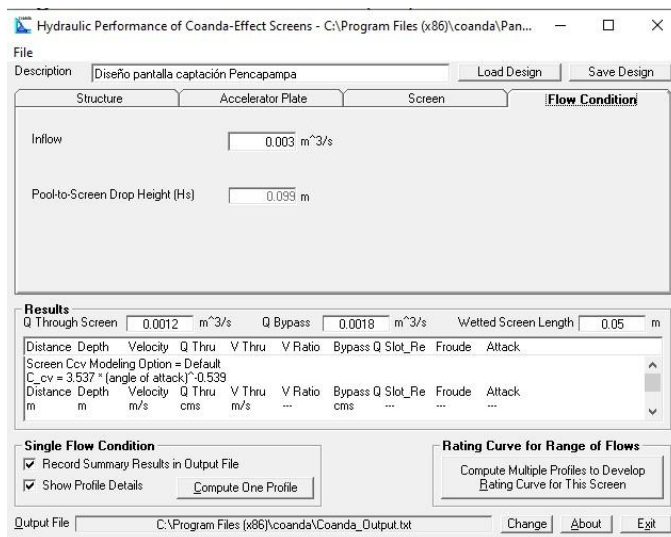 Hydraulic Performance of Coanda-Effect Screens - C:\Program Files (x86)\coanda\Pan...
File
Description Diseño pantalla captación Pencapampa Load Design Save Design
Structure Accelerator Plate Screen Flow Condition
Inflow 0.003 m^3/s
Pool-to-Screen Drop Height (Hs) 0.099 m
Results
Q Through Screen 0.0012 m^3/s Q Bypass 0.0018 m^3/s Wetted Screen Length 0.05 m
Distance Depth Velocity Q Thru V Thru V Ratio Bypass Q Slot_Re Froude Attack
Screen Ccv Modeling Option = Default
C_cv = 3.537 * (angle of attack)^-0.539
Distance Depth Velocity Q Thru V Thru V Ratio Bypass Q Slot_Re Froude Attack
m m m/s cms m/s --- cms --- --- ---
Single Flow Condition Rating Curve for Range of Flows
Record Summary Results in Output File
Show Profile Details Compute One Profile
Compute Multiple Profiles to Develop
Rating Curve for This Screen
Output File C:\Program Files (x86)\coanda\Coanda_Output.txt Change About Exit